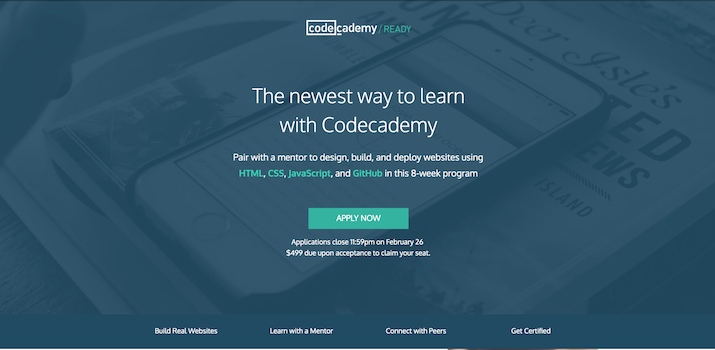 codecademy / READY
Deer Isle's
The newest way to learn
with Codecademy
Pair with a mentor to design, build, and deploy websites using
HTML, CSS, JavaScript, and GitHub in this 8-week program
ISLAND
APPLY NOW
Applications close 11:59pm on February 26
$499 due upon acceptance to claim your seat.
Build Real Websites
Learn with a Mentor
Connect with Peers
Get Certified